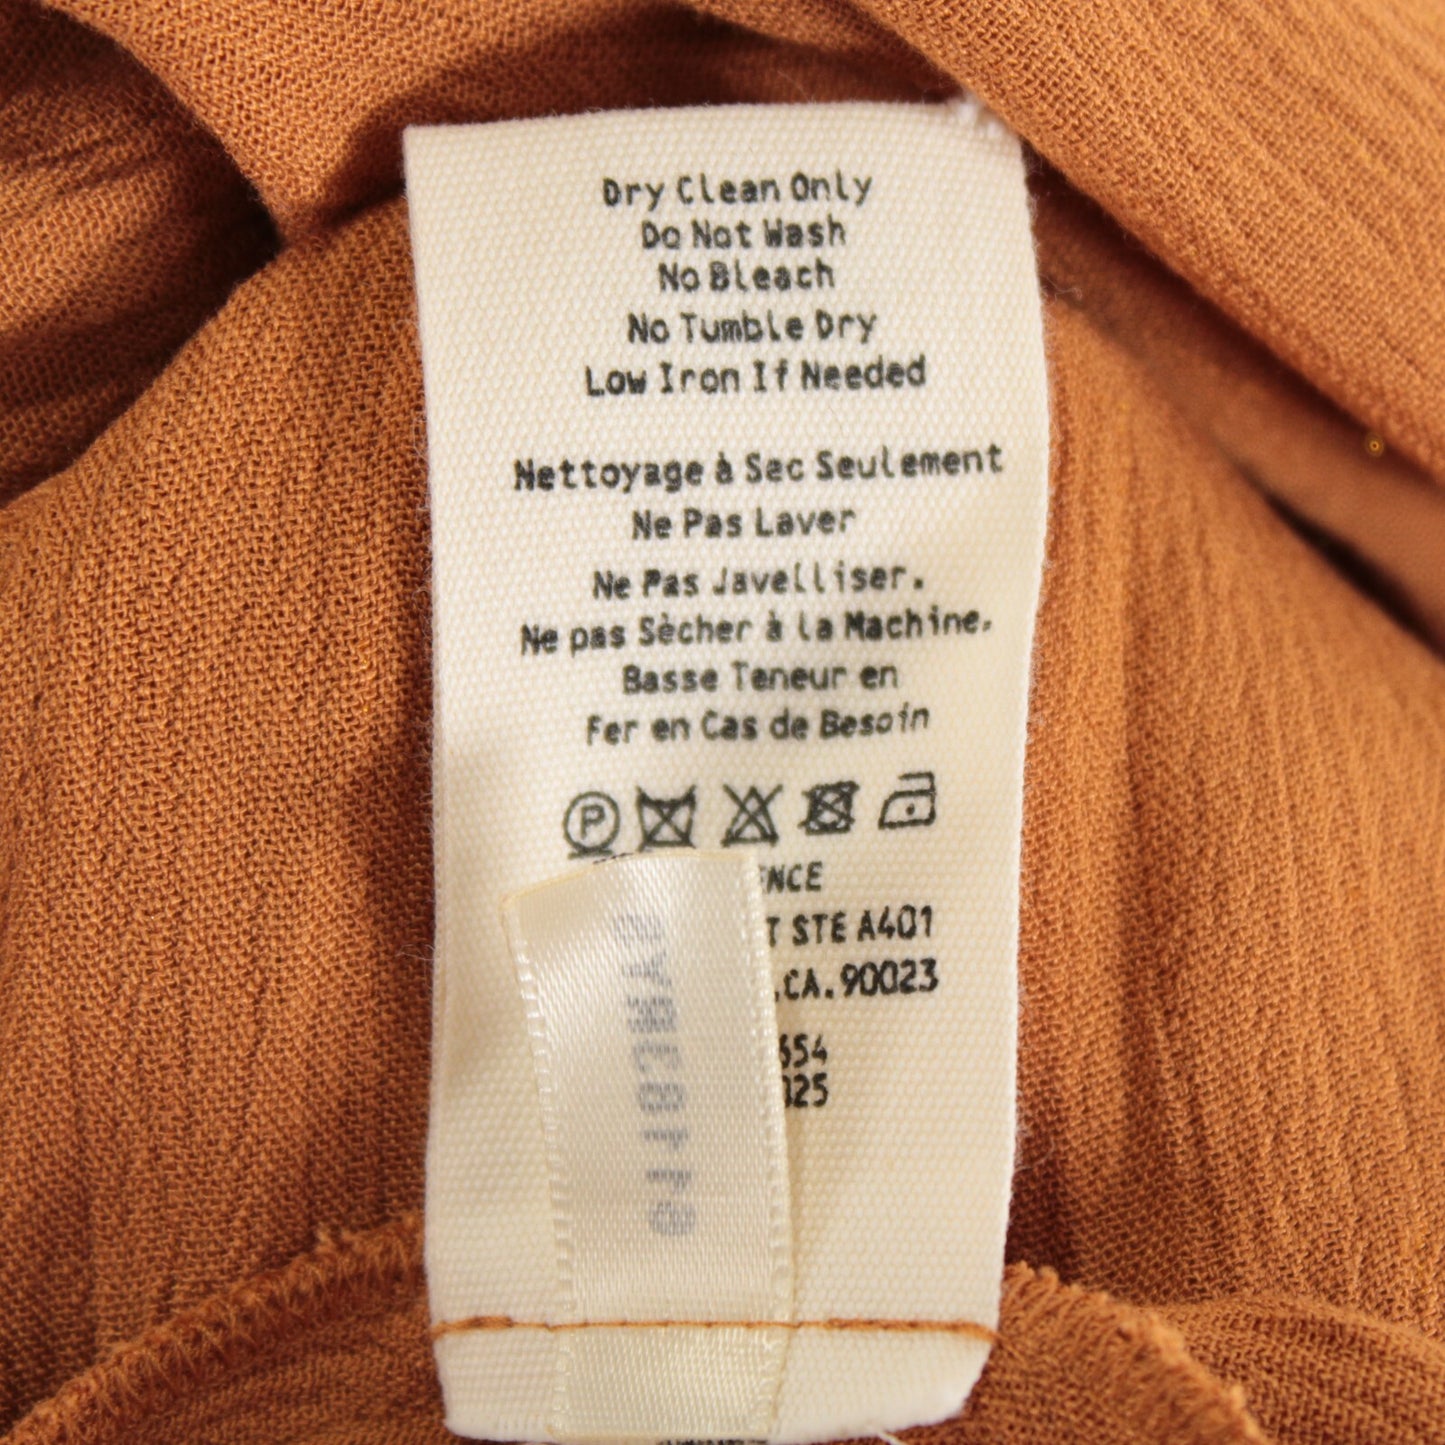 Dry Clean Only
Do Not Wash
No Bleach
No Tumble Dry
Low Iron If Needed
Nettoyage à Sec Seulement
Ne Pas Laver
Ne Pas Javelliser.
Ne pas Sècher à la Machine.
Basse Teneur en
Fer en Cas de Besoin
P
ENCE
T STE A401
,CA. 90023
654
025